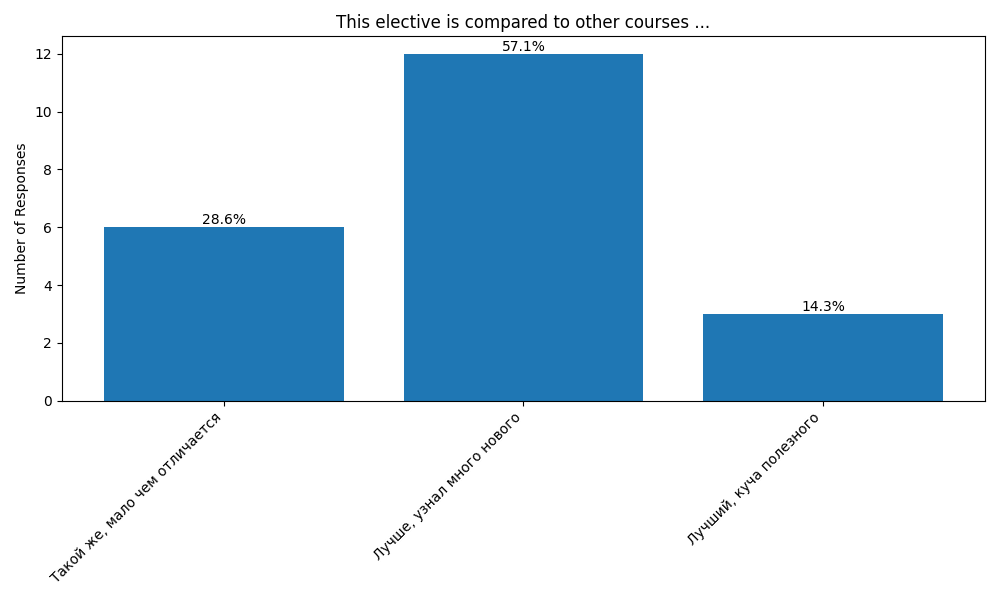 This elective is compared to other courses ...
57.1%
28.6%
14.3%
Number of Responses
12
10
8
6
4
2
0
Такой же, мало чем отличается
Лучше, узнал много нового
Лучший, куча полезного